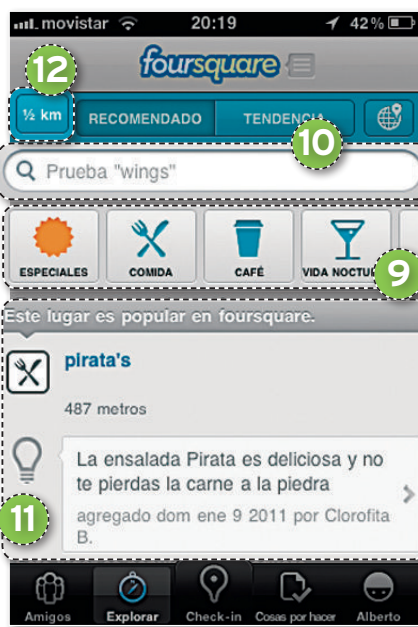 movistar 20:19 42%
12
foursquare
½ km RECOMENDADO TENDENCIA
10
Prueba "wings"
ESPECIALES COMIDA CAFÉ VIDA NOCTU
9
Este lugar es popular en foursquare.
pirata's
487 metros
La ensalada Pirata es deliciosa y no
te pierdas la carne a la piedra
11
agregado dom ene 9 2011 por Clorofita
B.
Amigos Explorar Check-in Cosas por hacer Alberto